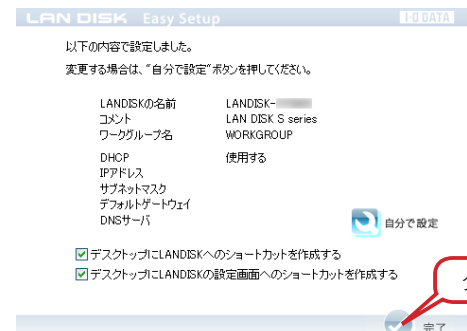 LAN DISK Easy Setup
I-O DATA
以下の内容で設定しました。
変更する場合は、"自分で設定"ボタンを押してください。
LANDISKの名前 LANDISK-
コメント LAN DISK S series
ワークグループ名 WORKGROUP
DHCP 使用する
IPアドレス
サブネットマスク
デフォルトゲートウェイ
DNSサーバ
自分で設定
デスクトップにLANDISKへのショートカットを作成する
デスクトップにLANDISKの設定画面へのショートカットを作成する
完了